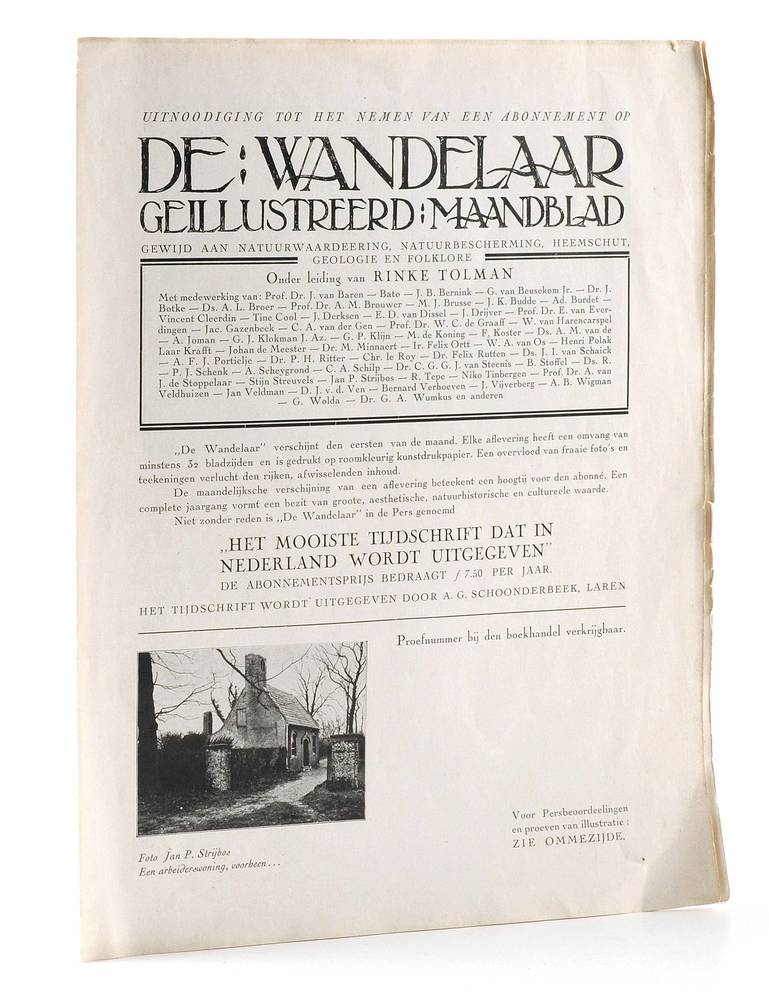 UITNOODIGING TOT HET NEMEN VAN EEN ABONNEMENT OP
DE : WANDELAAR
GEILLUSTREERD : MAANDBLAD
GEWIJD AAN NATUURWAARDEERING, NATUURBESCHERMING, HEEMSCHUT,
GEOLOGIE EN FOLKLORE
Onder leiding van RINKE TOLMAN
Met medewerking van: Prof. Dr. J. van Baren — Bato — J. B. Bernink — G. van Beusekom Jr. — Dr. J.
Botke — Ds. A. L. Broer — Prof. Dr. A. M. Brouwer — M. J. Brusse — J. K. Budde — Ad. Burdet —
Vincent Cleerdin — Tine Cool — J. Derksen — E. D. van Dissel — J. Drijver — Prof. Dr. E. van Ever-
dingen — Jac. Gazenbeek — C. A. van der Gen — Prof. Dr. W. C. de Graaff — W. van Harencarspel
— A. Joman — G. J. Klokman J. Az. — G. P. Klijn — M. de Koning — F. Koster — Ds. A. M. van de
Laar Krafft — Johan de Meester — Dr. M. Minnaert — Ir. Felix Ortt — W. A. van Os — Henri Polak
— A. F. J. Portielje — Dr. P. H. Ritter — Chr. le Roy — Dr. Felix Rutten — Ds. J. I. van Schaick
— P. J. Schenk — A. Scheygrond — C. A. Schilp — Dr. C. G. G. J. van Steenis — B. Stoffel — Ds. R.
J. de Stoppelaar — Stijn Streuvels — Jan P. Strijbos — R. Tepe — Niko Tinbergen — Prof. Dr. A. van
Veldhuizen — Jan Veldman — D. J. v. d. Ven — Bernard Verhoeven — J. Vijverberg — A. B. Wigman
— G. Wolda — Dr. G. A. Wumkus en anderen
„De Wandelaar” verschijnt den eersten van de maand. Elke aflevering heeft een omvang van
minstens 32 bladzijden en is gedrukt op roomkleurig kunstdrukpapier. Een overvloed van fraaie foto's en
teekeningen verlucht den rijken, afwisselenden inhoud.
De maandelijksche verschijning van een aflevering beteekent een hoogtij voor den abonné. Een
complete jaargang vormt een bezit van groote, aesthetische, natuurhistorische en cultureele waarde.
Niet zonder reden is „De Wandelaar” in de Pers genoemd
„HET MOOISTE TIJDSCHRIFT DAT IN
NEDERLAND WORDT UITGEGEVEN”
DE ABONNEMENTSPRIJS BEDRAAGT f 7.50 PER JAAR.
HET TIJDSCHRIFT WORDT UITGEGEVEN DOOR A. G. SCHOONDERBEEK, LAREN
Proefnummer bij den boekhandel verkrijgbaar.
Voor Persbeoordeelingen
en proeven van illustratie :
ZIE OMMEZIJDE.
Foto Jan P. Strijbos
Een arbeiderswoning, voorheen...